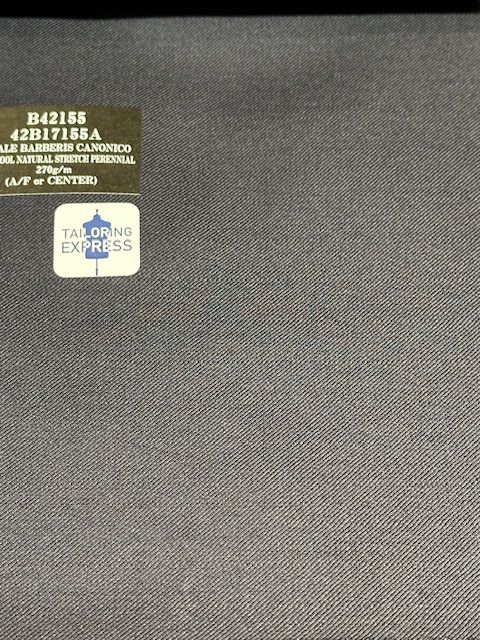 B42155
42B17155A
ALE BARBERIS CANONICO
OOL NATURAL STRETCH PERENNIAL
270g/m
(A/F or CENTER)
TAILORING
EXPRESS